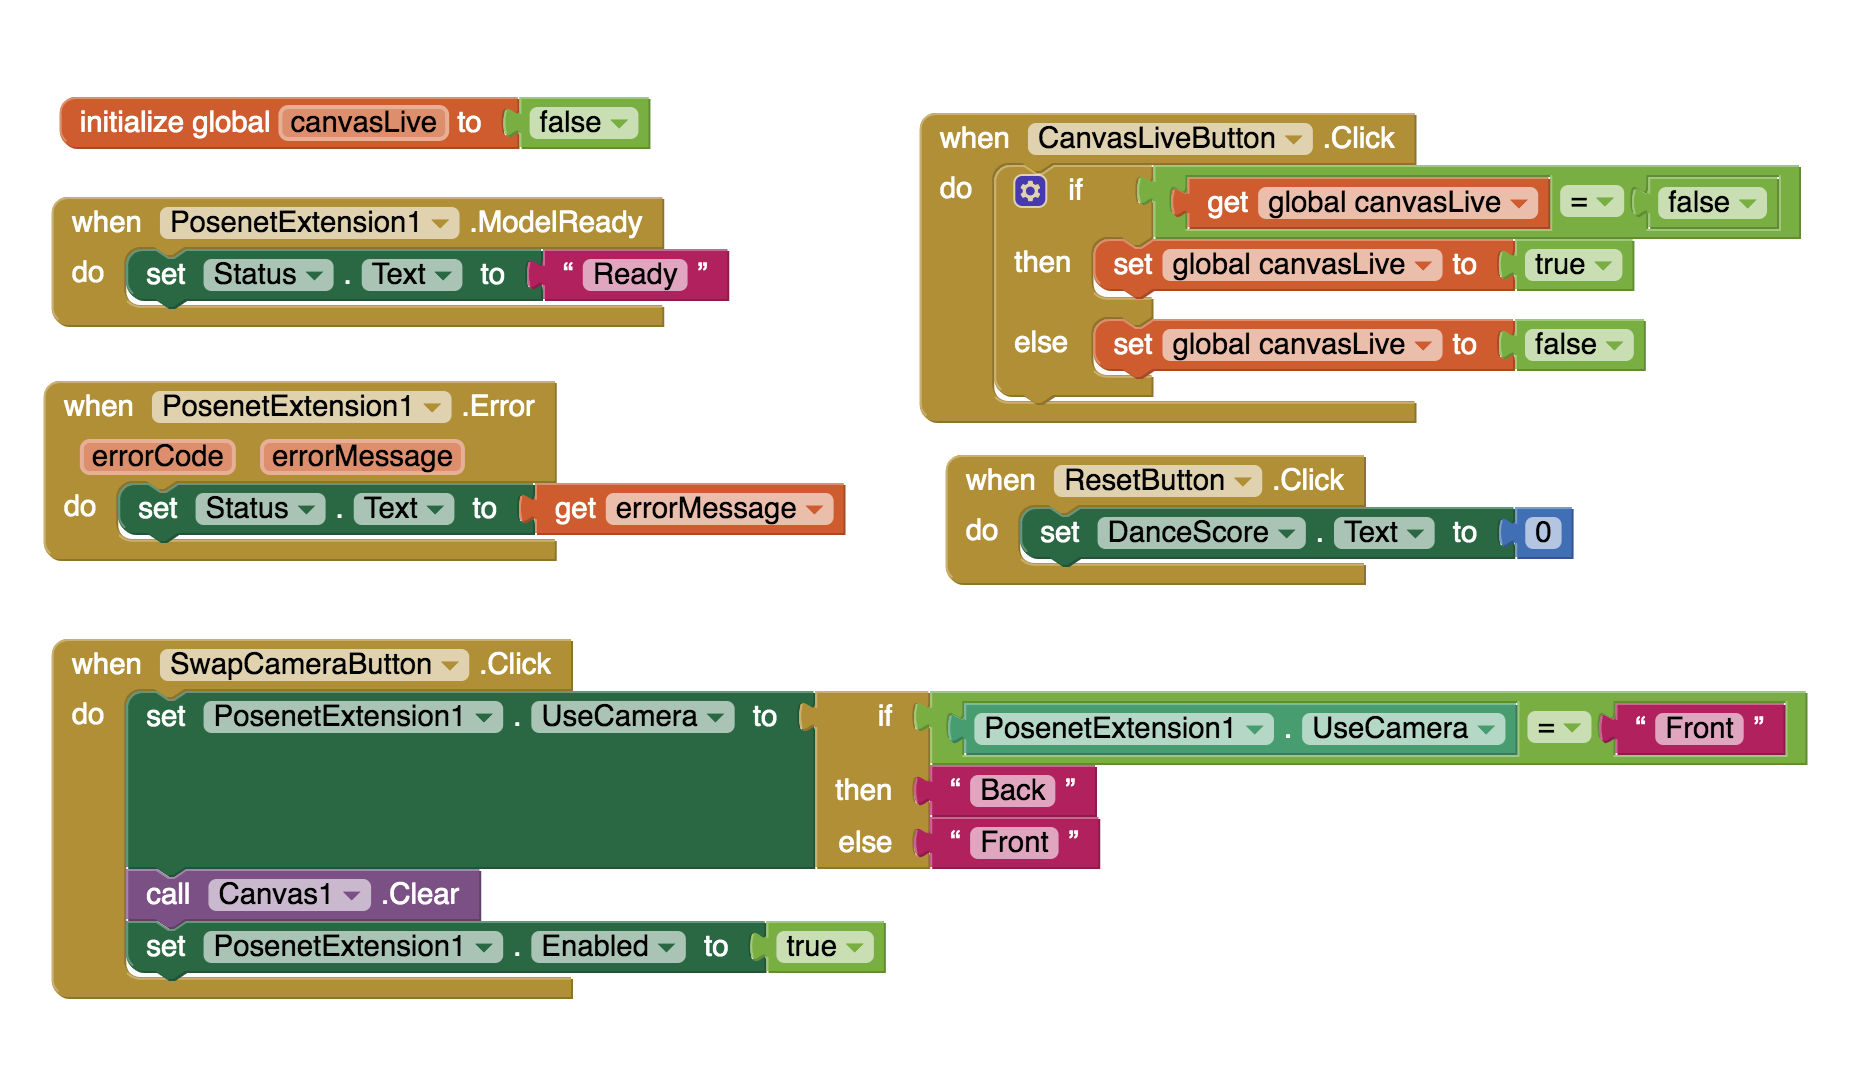 initialize global canvasLive to false
when PosenetExtension1 .ModelReady
do set Status . Text to “ Ready ”
when PosenetExtension1 .Error
errorCode errorMessage
do set Status . Text to get errorMessage
when CanvasLiveButton .Click
do if get global canvasLive = false
then set global canvasLive to true
else set global canvasLive to false
when ResetButton .Click
do set DanceScore . Text to 0
when SwapCameraButton .Click
do set PosenetExtension1 . UseCamera to if PosenetExtension1 . UseCamera = “ Front ”
then “ Back ”
else “ Front ”
call Canvas1 .Clear
set PosenetExtension1 . Enabled to true